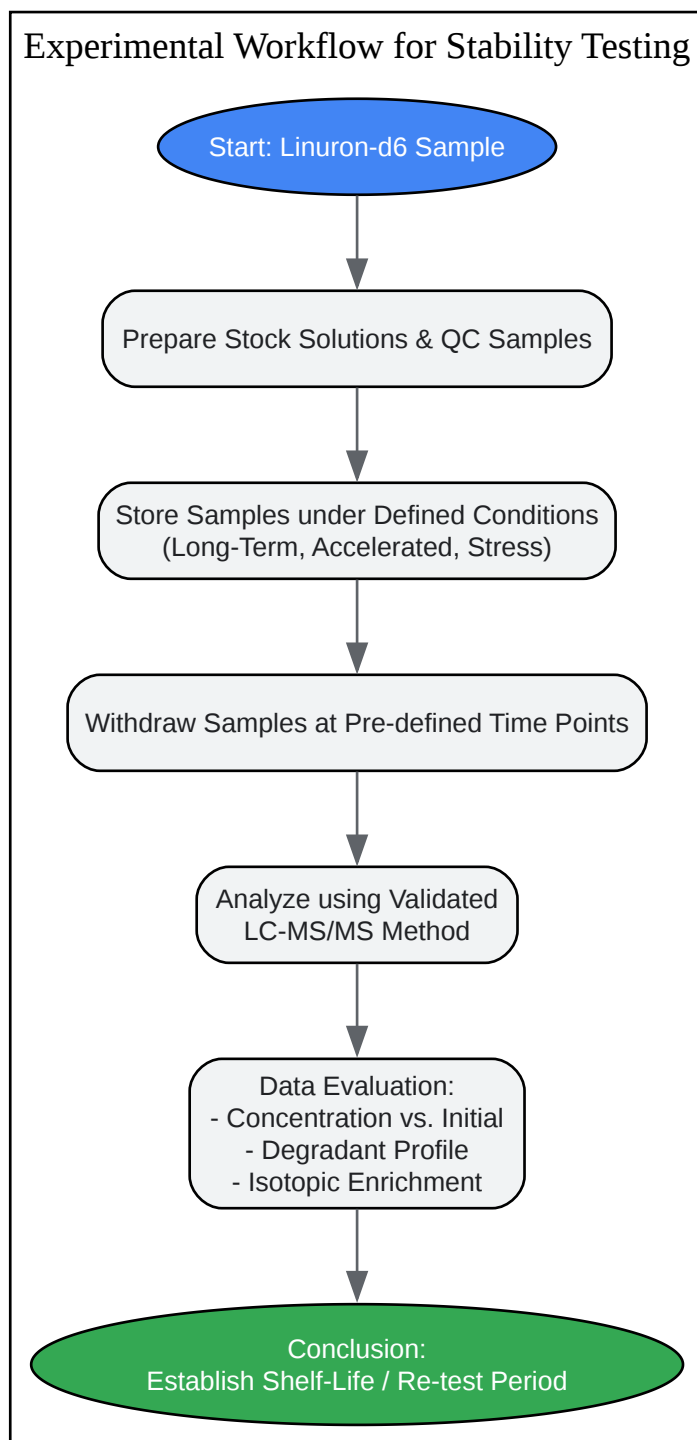 Experimental Workflow for Stability Testing
Start: Linuron-d6 Sample
Prepare Stock Solutions & QC Samples
Store Samples under Defined Conditions
(Long-Term, Accelerated, Stress)
Withdraw Samples at Pre-defined Time Points
Analyze using Validated
LC-MS/MS Method
Data Evaluation:
- Concentration vs. Initial
- Degradant Profile
- Isotopic Enrichment
Conclusion:
Establish Shelf-Life / Re-test Period